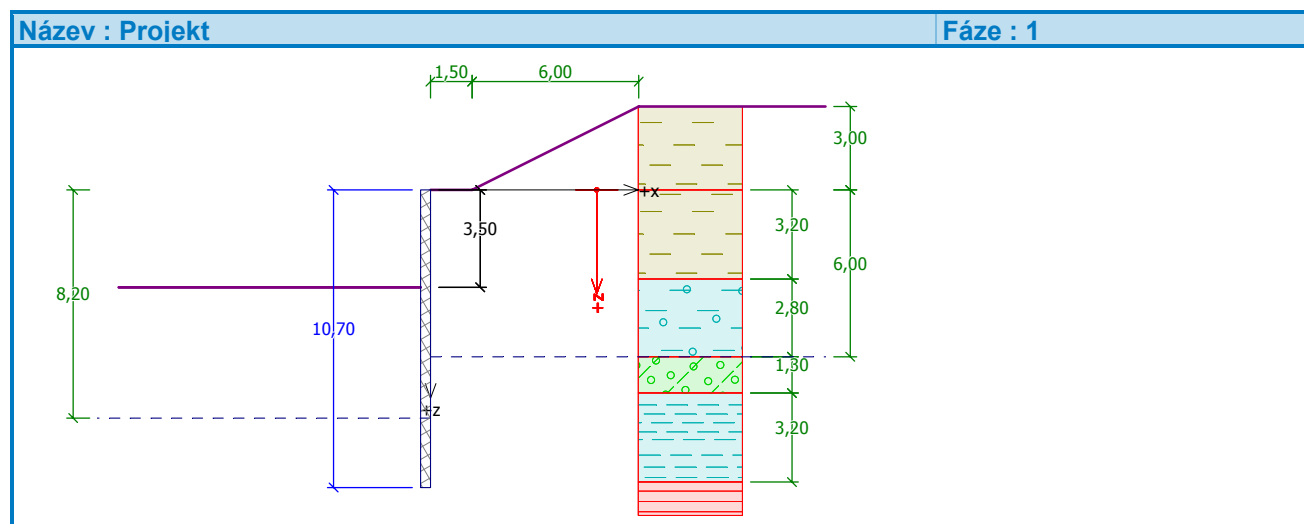 Název : Projekt Fáze : 1
1,50 6,00
3,00
+x
3,20
3,50
6,00
8,20
+z
2,80
10,70
1,30
+z
3,20